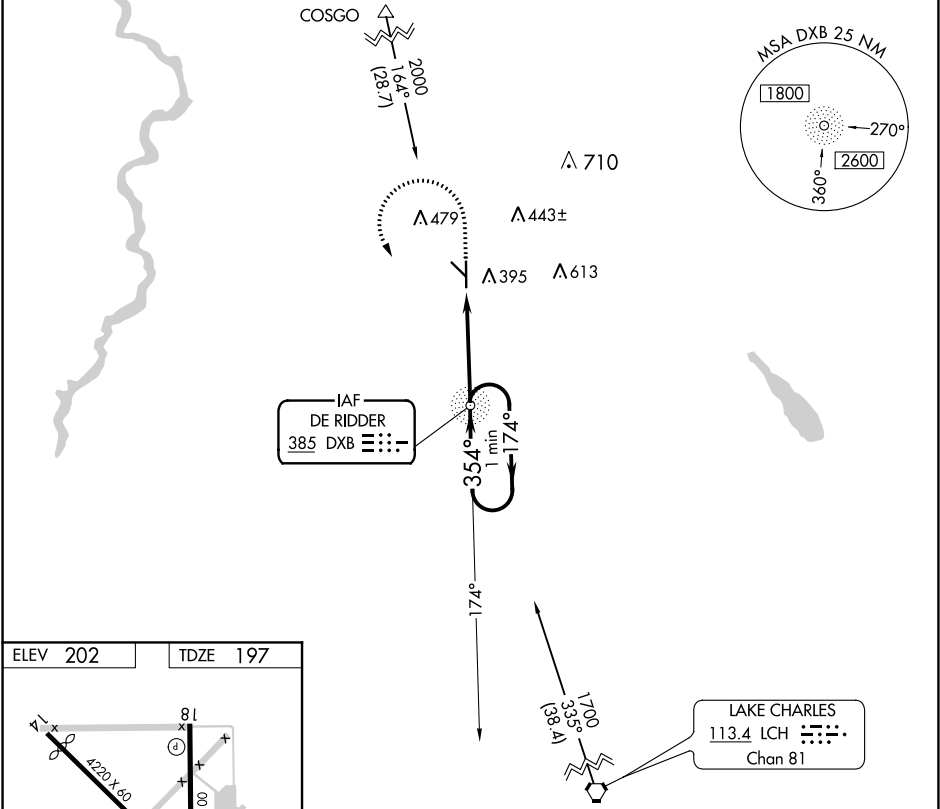 COSGO
2000
164°
(28.7)
MSA DXB 25 NM
1800
270°
2600
360°
710
479
443±
395
613
IAF
DE RIDDER
385 DXB
354°
1 min
174°
174°
1700
335°
(38.4)
LAKE CHARLES
113.4 LCH
Chan 81
ELEV 202
TDZE 197
14
18
P
4220 X 60
00